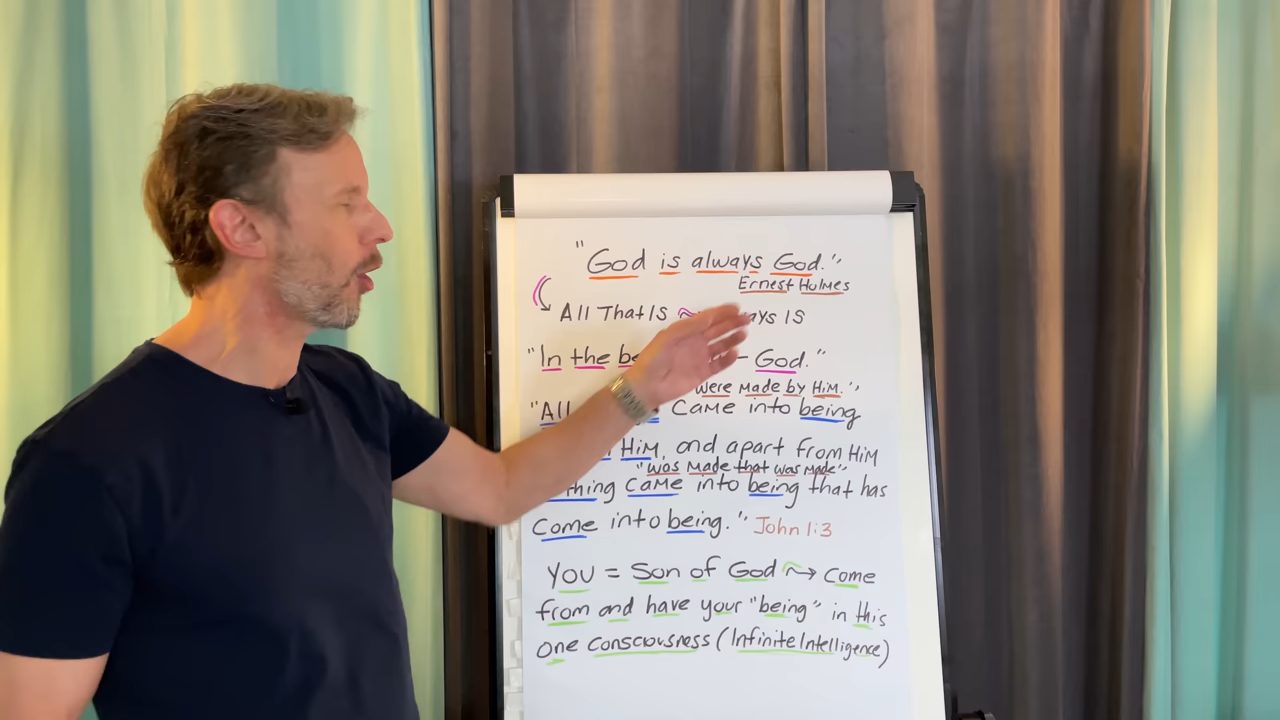 "God is always God."
Ernest Holmes
All That IS ays IS
"In the be – God."
were made by HiM."
"All Came into being
HiM, and apart from HiM
"was made that was made"
thing CaMe into being that has
Come into being." John 1:3
YOU = Son of God → Come
from and have your "being" in this
one consciousness (Infinite Intelligence)